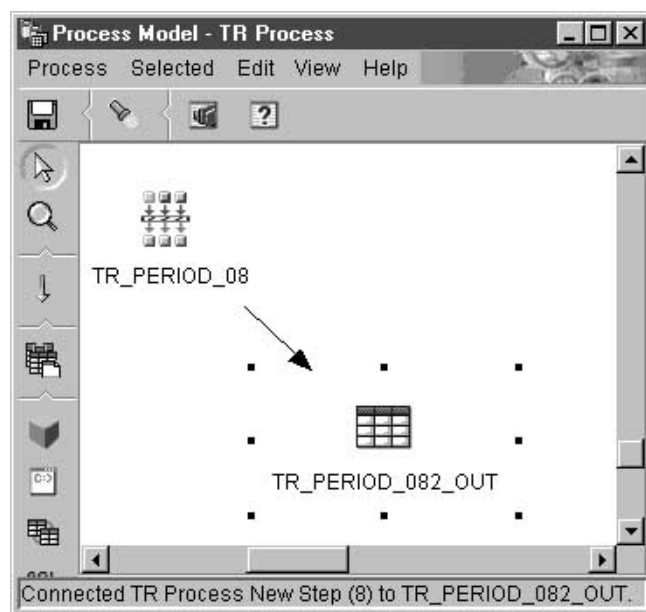 Process Model - TR Process
Process Selected Edit View Help
TR_PERIOD_08
TR_PERIOD_082_OUT
Connected TR Process New Step (8) to TR_PERIOD_082_OUT.